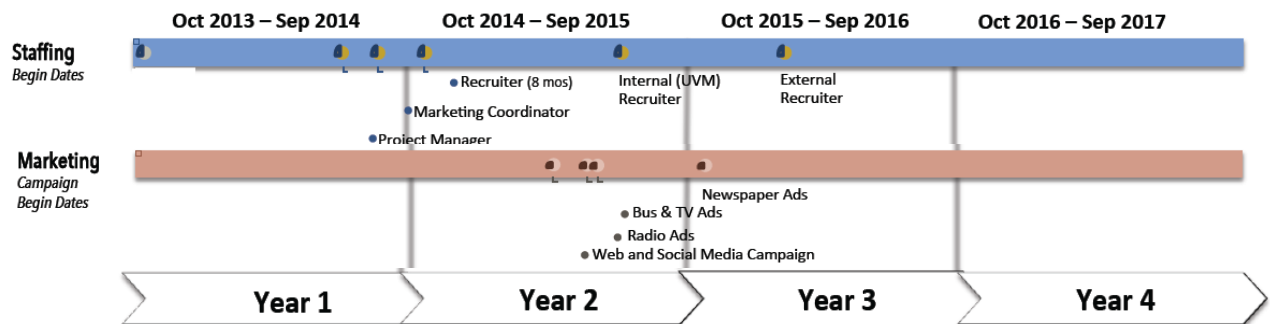 Oct 2013 – Sep 2014
Oct 2014 – Sep 2015
Oct 2015 – Sep 2016
Oct 2016 – Sep 2017
Staffing
Begin Dates
Recruiter (8 mos)
Marketing Coordinator
Project Manager
Internal (UVM)
Recruiter
External
Recruiter
Marketing
Campaign
Begin Dates
Newspaper Ads
Bus & TV Ads
Radio Ads
Web and Social Media Campaign
Year 1
Year 2
Year 3
Year 4